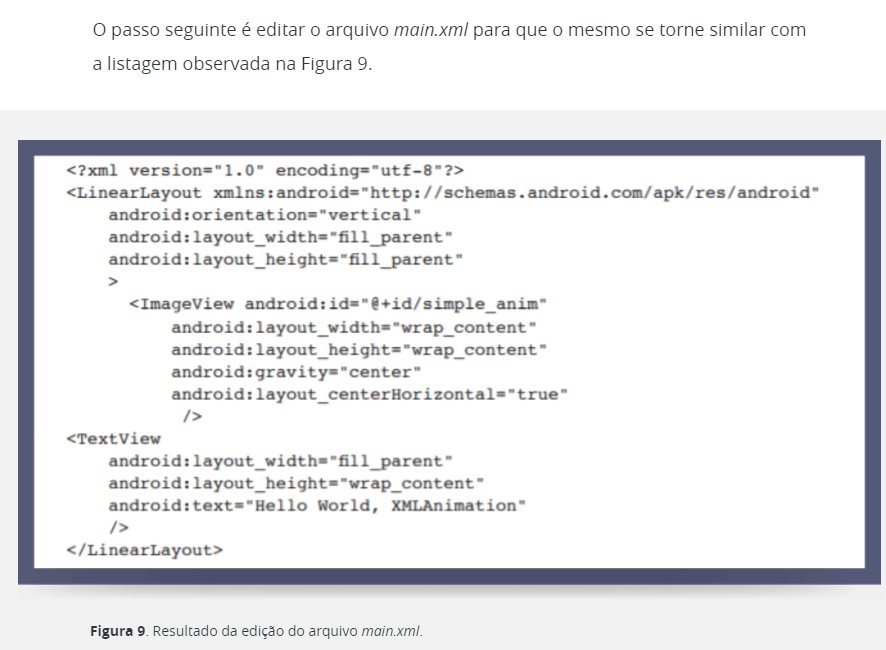 O passo seguinte é editar o arquivo main.xml para que o mesmo se torne similar com
a listagem observada na Figura 9.
<?xml version="1.0" encoding="utf-8"?>
<LinearLayout xmlns:android="http://schemas.android.com/apk/res/android"
    android:orientation="vertical"
    android:layout_width="fill_parent"
    android:layout_height="fill_parent"
    >
      <ImageView android:id="@+id/simple_anim"
          android:layout_width="wrap_content"
          android:layout_height="wrap_content"
          android:gravity="center"
          android:layout_centerHorizontal="true"
           />
<TextView
    android:layout_width="fill_parent"
    android:layout_height="wrap_content"
    android:text="Hello World, XMLAnimation"
    />
</LinearLayout>
Figura 9. Resultado da edição do arquivo main.xml.